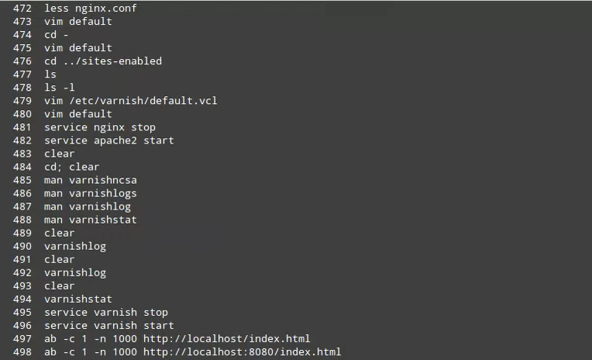 472 less nginx.conf
473 vim default
474 cd -
475 vim default
476 cd ../sites-enabled
477 ls
478 ls -l
479 vim /etc/varnish/default.vcl
480 vim default
481 service nginx stop
482 service apache2 start
483 clear
484 cd; clear
485 man varnishncsa
486 man varnishlogs
487 man varnishlog
488 man varnishstat
489 clear
490 varnishlog
491 clear
492 varnishlog
493 clear
494 varnishstat
495 service varnish stop
496 service varnish start
497 ab -c 1 -n 1000 http://localhost/index.html
498 ab -c 1 -n 1000 http://localhost:8080/index.html